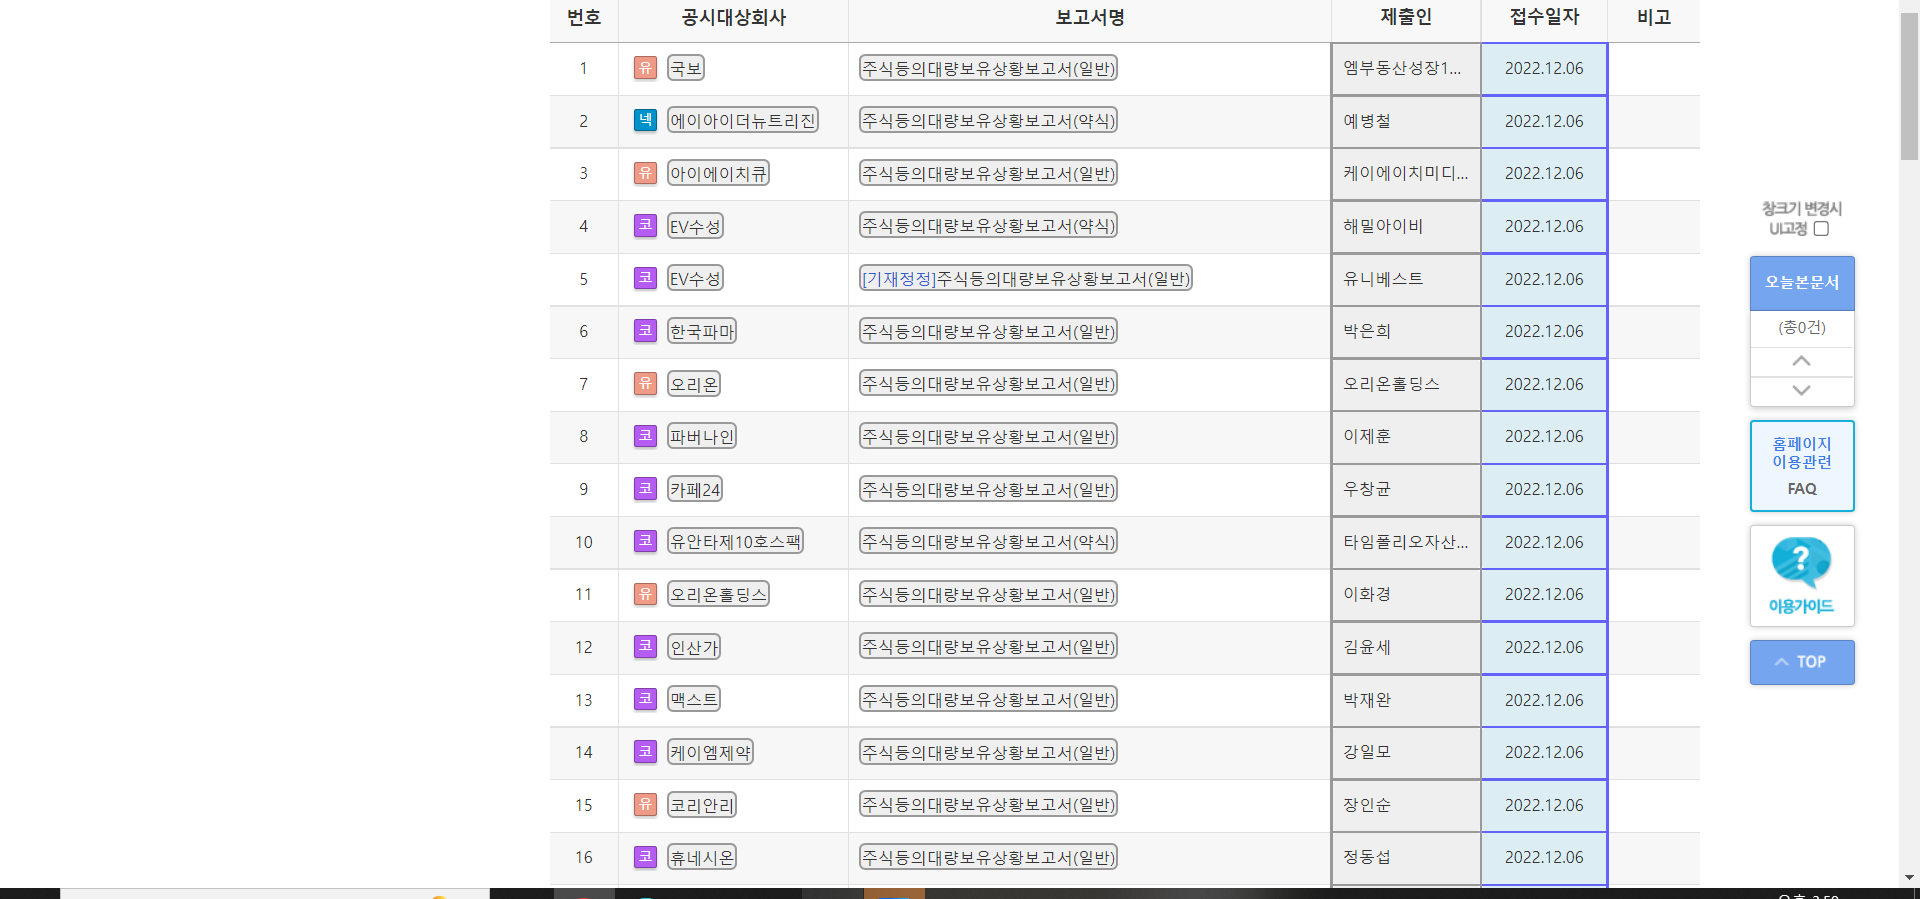 번호 공시대상회사 보고서명 제출인 접수일자 비고
1 유 국보 주식등의대량보유상황보고서(일반) 엠부동산성장1... 2022.12.06
2 넥 에이아이더뉴트리진 주식등의대량보유상황보고서(약식) 예병철 2022.12.06
3 유 아이에이치큐 주식등의대량보유상황보고서(일반) 케이에이치미디... 2022.12.06
4 코 EV수성 주식등의대량보유상황보고서(약식) 해밀아이비 2022.12.06
5 코 EV수성 [기재정정]주식등의대량보유상황보고서(일반) 유니베스트 2022.12.06
6 코 한국파마 주식등의대량보유상황보고서(일반) 박은희 2022.12.06
7 유 오리온 주식등의대량보유상황보고서(일반) 오리온홀딩스 2022.12.06
8 코 파버나인 주식등의대량보유상황보고서(일반) 이제훈 2022.12.06
9 코 카페24 주식등의대량보유상황보고서(일반) 우창균 2022.12.06
10 코 유안타제10호스팩 주식등의대량보유상황보고서(약식) 타임폴리오자산... 2022.12.06
11 유 오리온홀딩스 주식등의대량보유상황보고서(일반) 이화경 2022.12.06
12 코 인산가 주식등의대량보유상황보고서(일반) 김윤세 2022.12.06
13 코 맥스트 주식등의대량보유상황보고서(일반) 박재완 2022.12.06
14 코 케이엠제약 주식등의대량보유상황보고서(일반) 강일모 2022.12.06
15 유 코리안리 주식등의대량보유상황보고서(일반) 장인순 2022.12.06
16 코 휴네시온 주식등의대량보유상황보고서(일반) 정동섭 2022.12.06
창크기 변경시
UI고정
오늘본문서
(총0건)
홈페이지
이용관련
FAQ
?
이용가이드
TOP